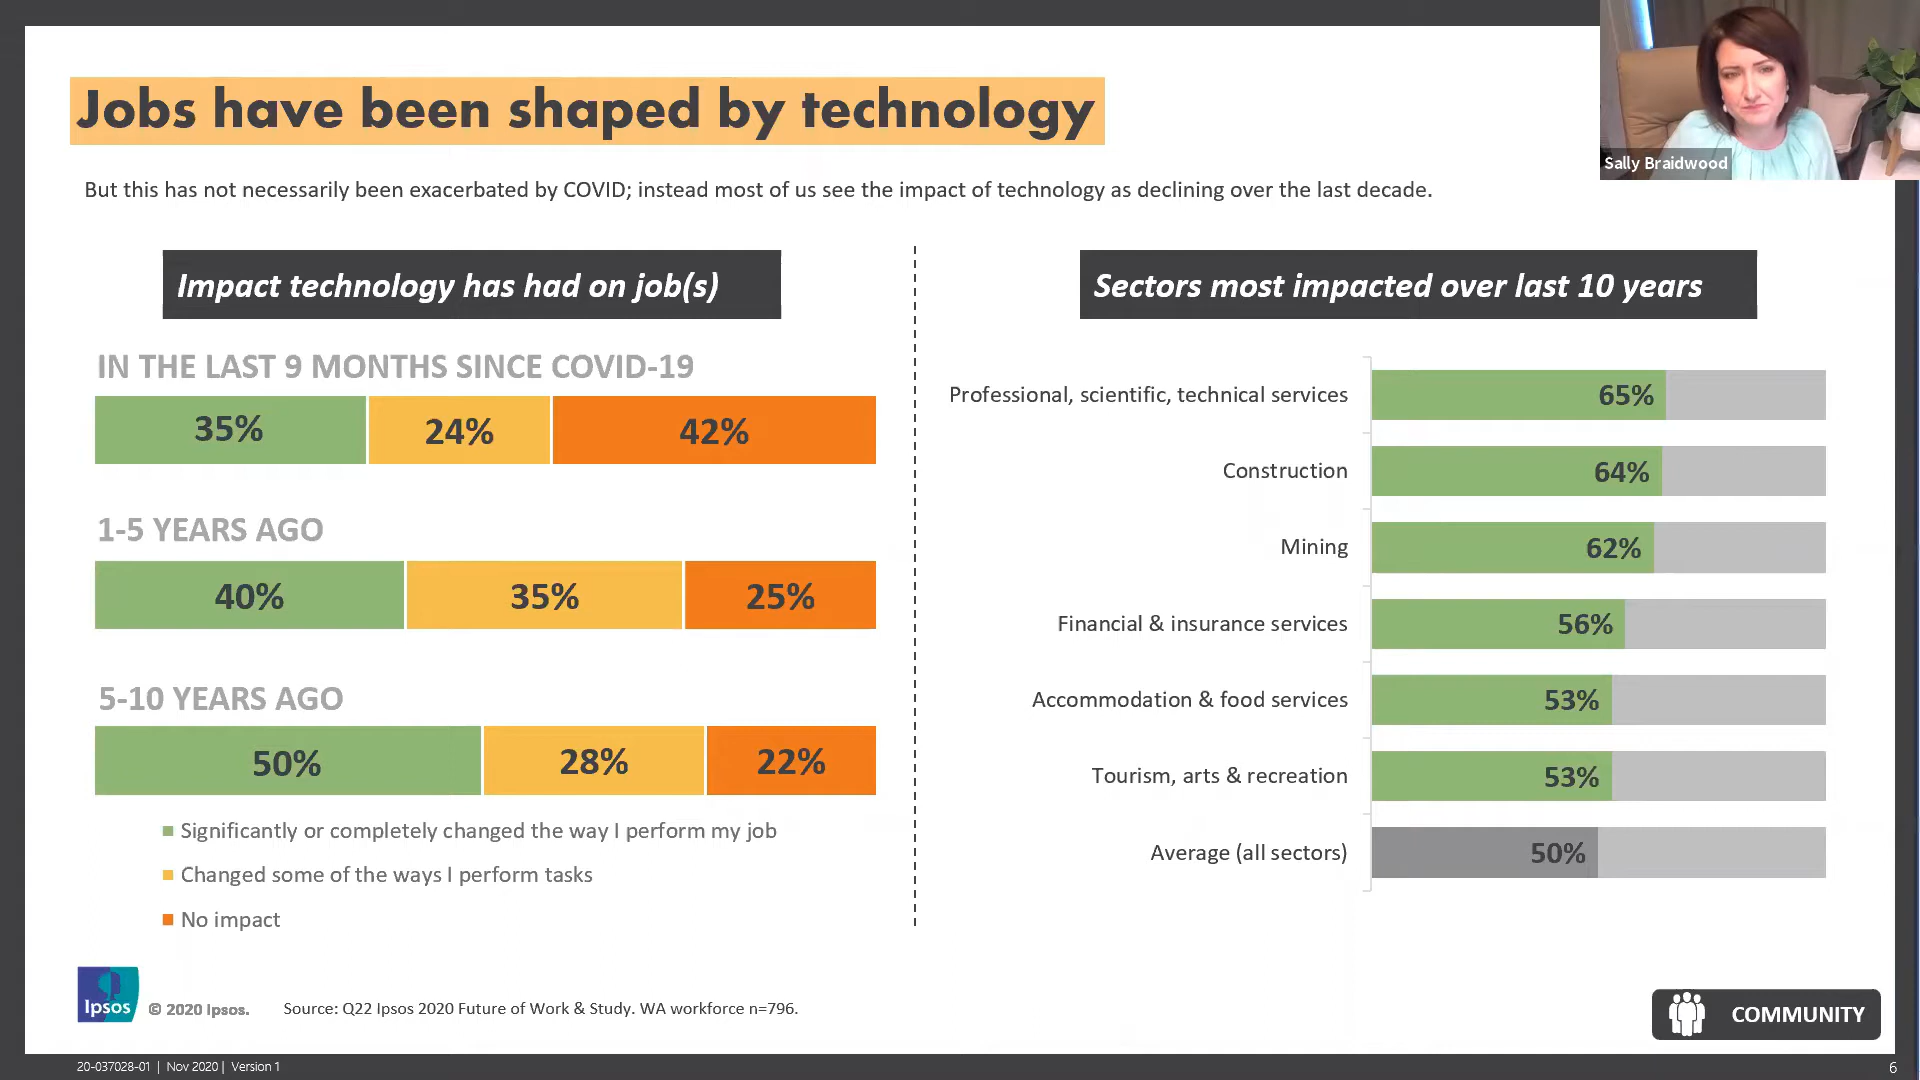 Jobs have been shaped by technology
Sally Braidwood
But this has not necessarily been exacerbated by COVID; instead most of us see the impact of technology as declining over the last decade.
Impact technology has had on job(s)
IN THE LAST 9 MONTHS SINCE COVID-19
35% 24% 42%
1-5 YEARS AGO
40% 35% 25%
5-10 YEARS AGO
50% 28% 22%
Significantly or completely changed the way I perform my job
Changed some of the ways I perform tasks
No impact
Sectors most impacted over last 10 years
Professional, scientific, technical services 65%
Construction 64%
Mining 62%
Financial & insurance services 56%
Accommodation & food services 53%
Tourism, arts & recreation 53%
Average (all sectors) 50%
Ipsos
© 2020 Ipsos.
Source: Q22 Ipsos 2020 Future of Work & Study. WA workforce n=796.
COMMUNITY
20-037028-01 | Nov 2020 | Version 1
6